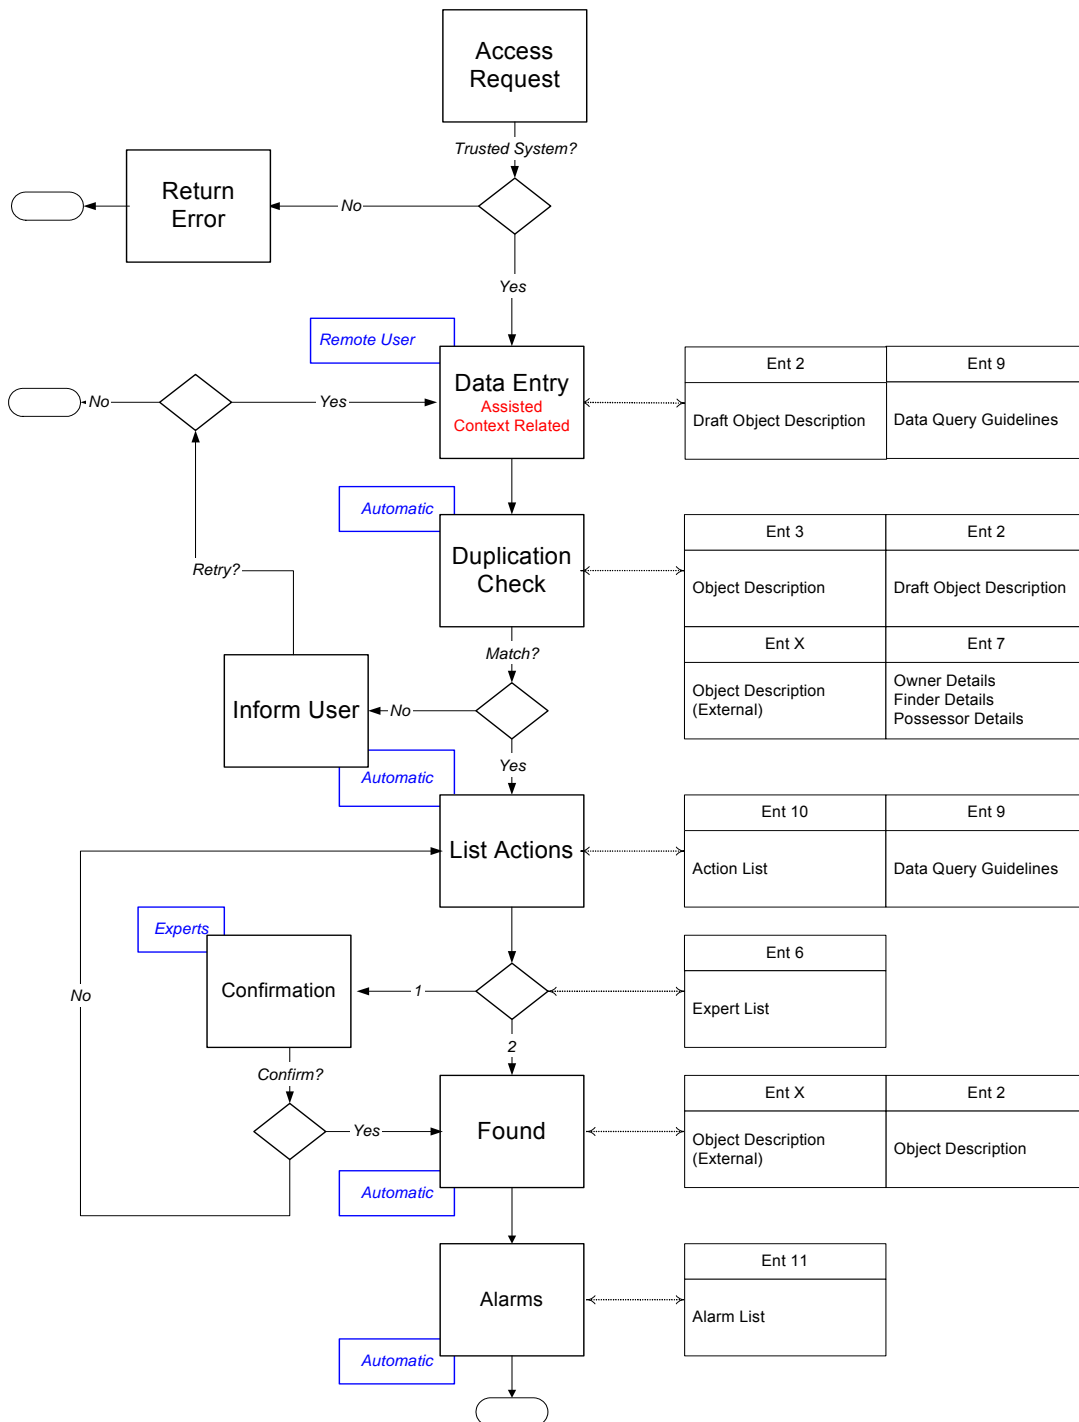 Access
Request
Trusted System?
Return
Error
No
Yes
Remote User
Data Entry
Assisted
Context Related
Ent 2
Ent 9
Draft Object Description
Data Query Guidelines
No
Yes
Automatic
Duplication
Check
Ent 3
Ent 2
Object Description
Draft Object Description
Retry?
Match?
Ent X
Ent 7
Object Description
(External)
Owner Details
Finder Details
Possessor Details
Inform User
No
Yes
Automatic
List Actions
Ent 10
Ent 9
Action List
Data Query Guidelines
Experts
Confirmation
No
1
2
Ent 6
Expert List
Confirm?
Yes
Found
Automatic
Ent X
Ent 2
Object Description
(External)
Object Description
Alarms
Automatic
Ent 11
Alarm List